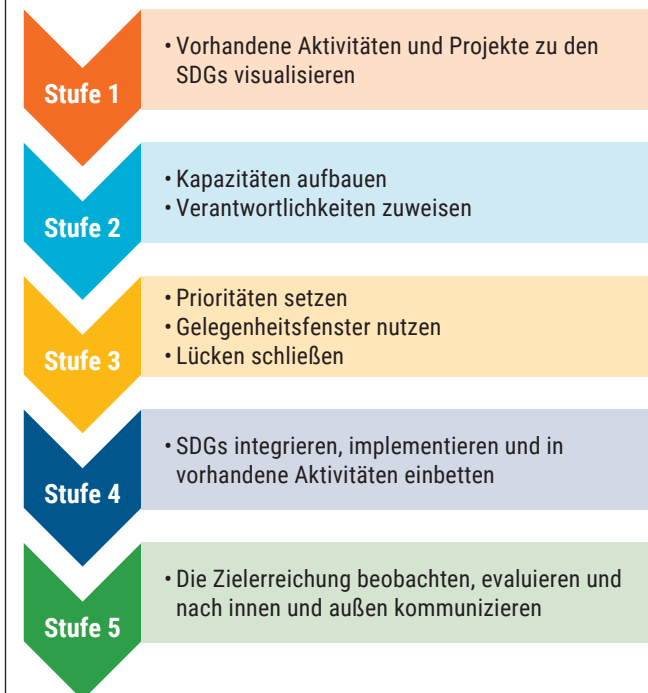 Stufe 1
• Vorhandene Aktivitäten und Projekte zu den
SDGs visualisieren
Stufe 2
• Kapazitäten aufbauen
• Verantwortlichkeiten zuweisen
Stufe 3
• Prioritäten setzen
• Gelegenheitsfenster nutzen
• Lücken schließen
Stufe 4
• SDGs integrieren, implementieren und in
vorhandene Aktivitäten einbetten
Stufe 5
• Die Zielerreichung beobachten, evaluieren und
nach innen und außen kommunizieren